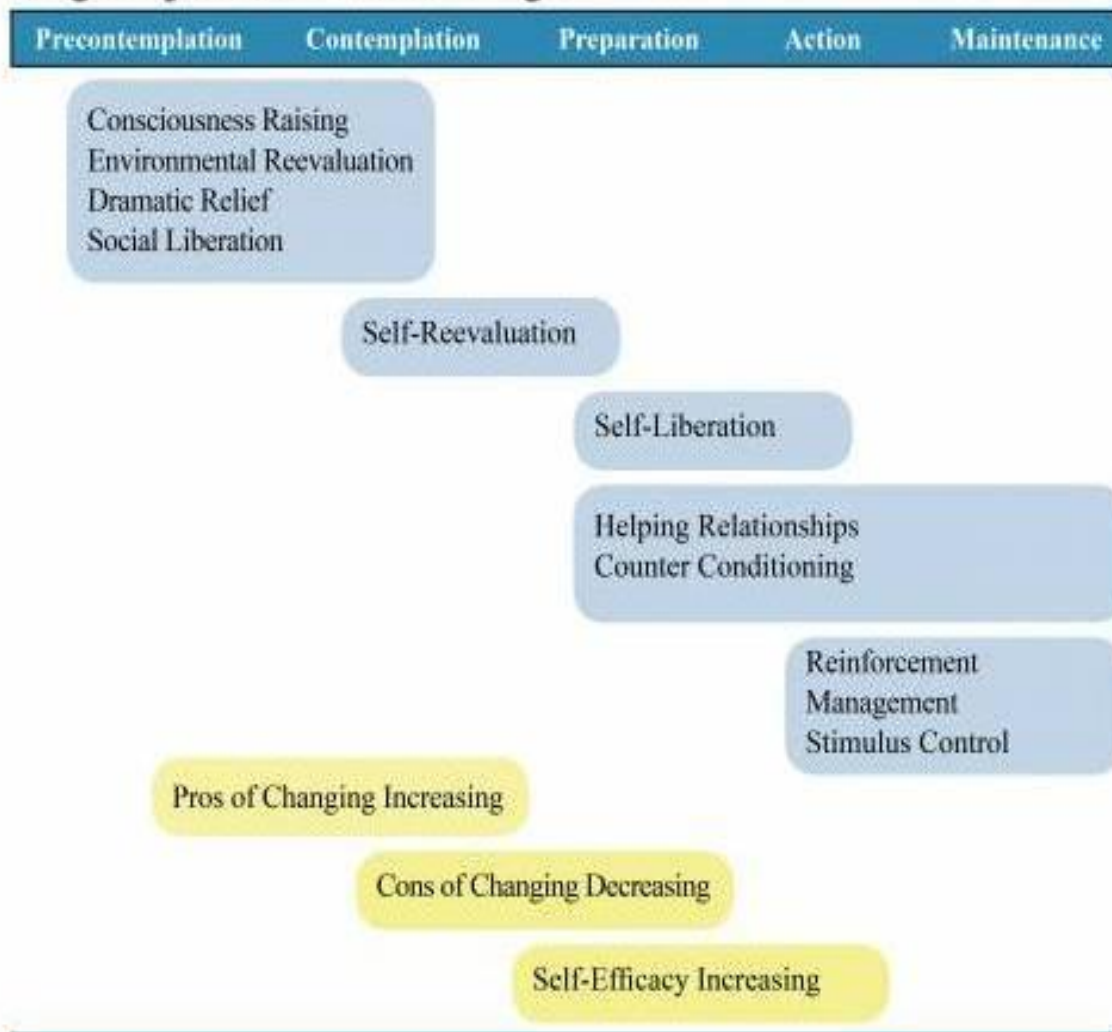 Precontemplation Contemplation Preparation Action Maintenance
Consciousness Raising
Environmental Reevaluation
Dramatic Relief
Social Liberation
Self-Reevaluation
Self-Liberation
Helping Relationships
Counter Conditioning
Reinforcement
Management
Stimulus Control
Pros of Changing Increasing
Cons of Changing Decreasing
Self-Efficacy Increasing